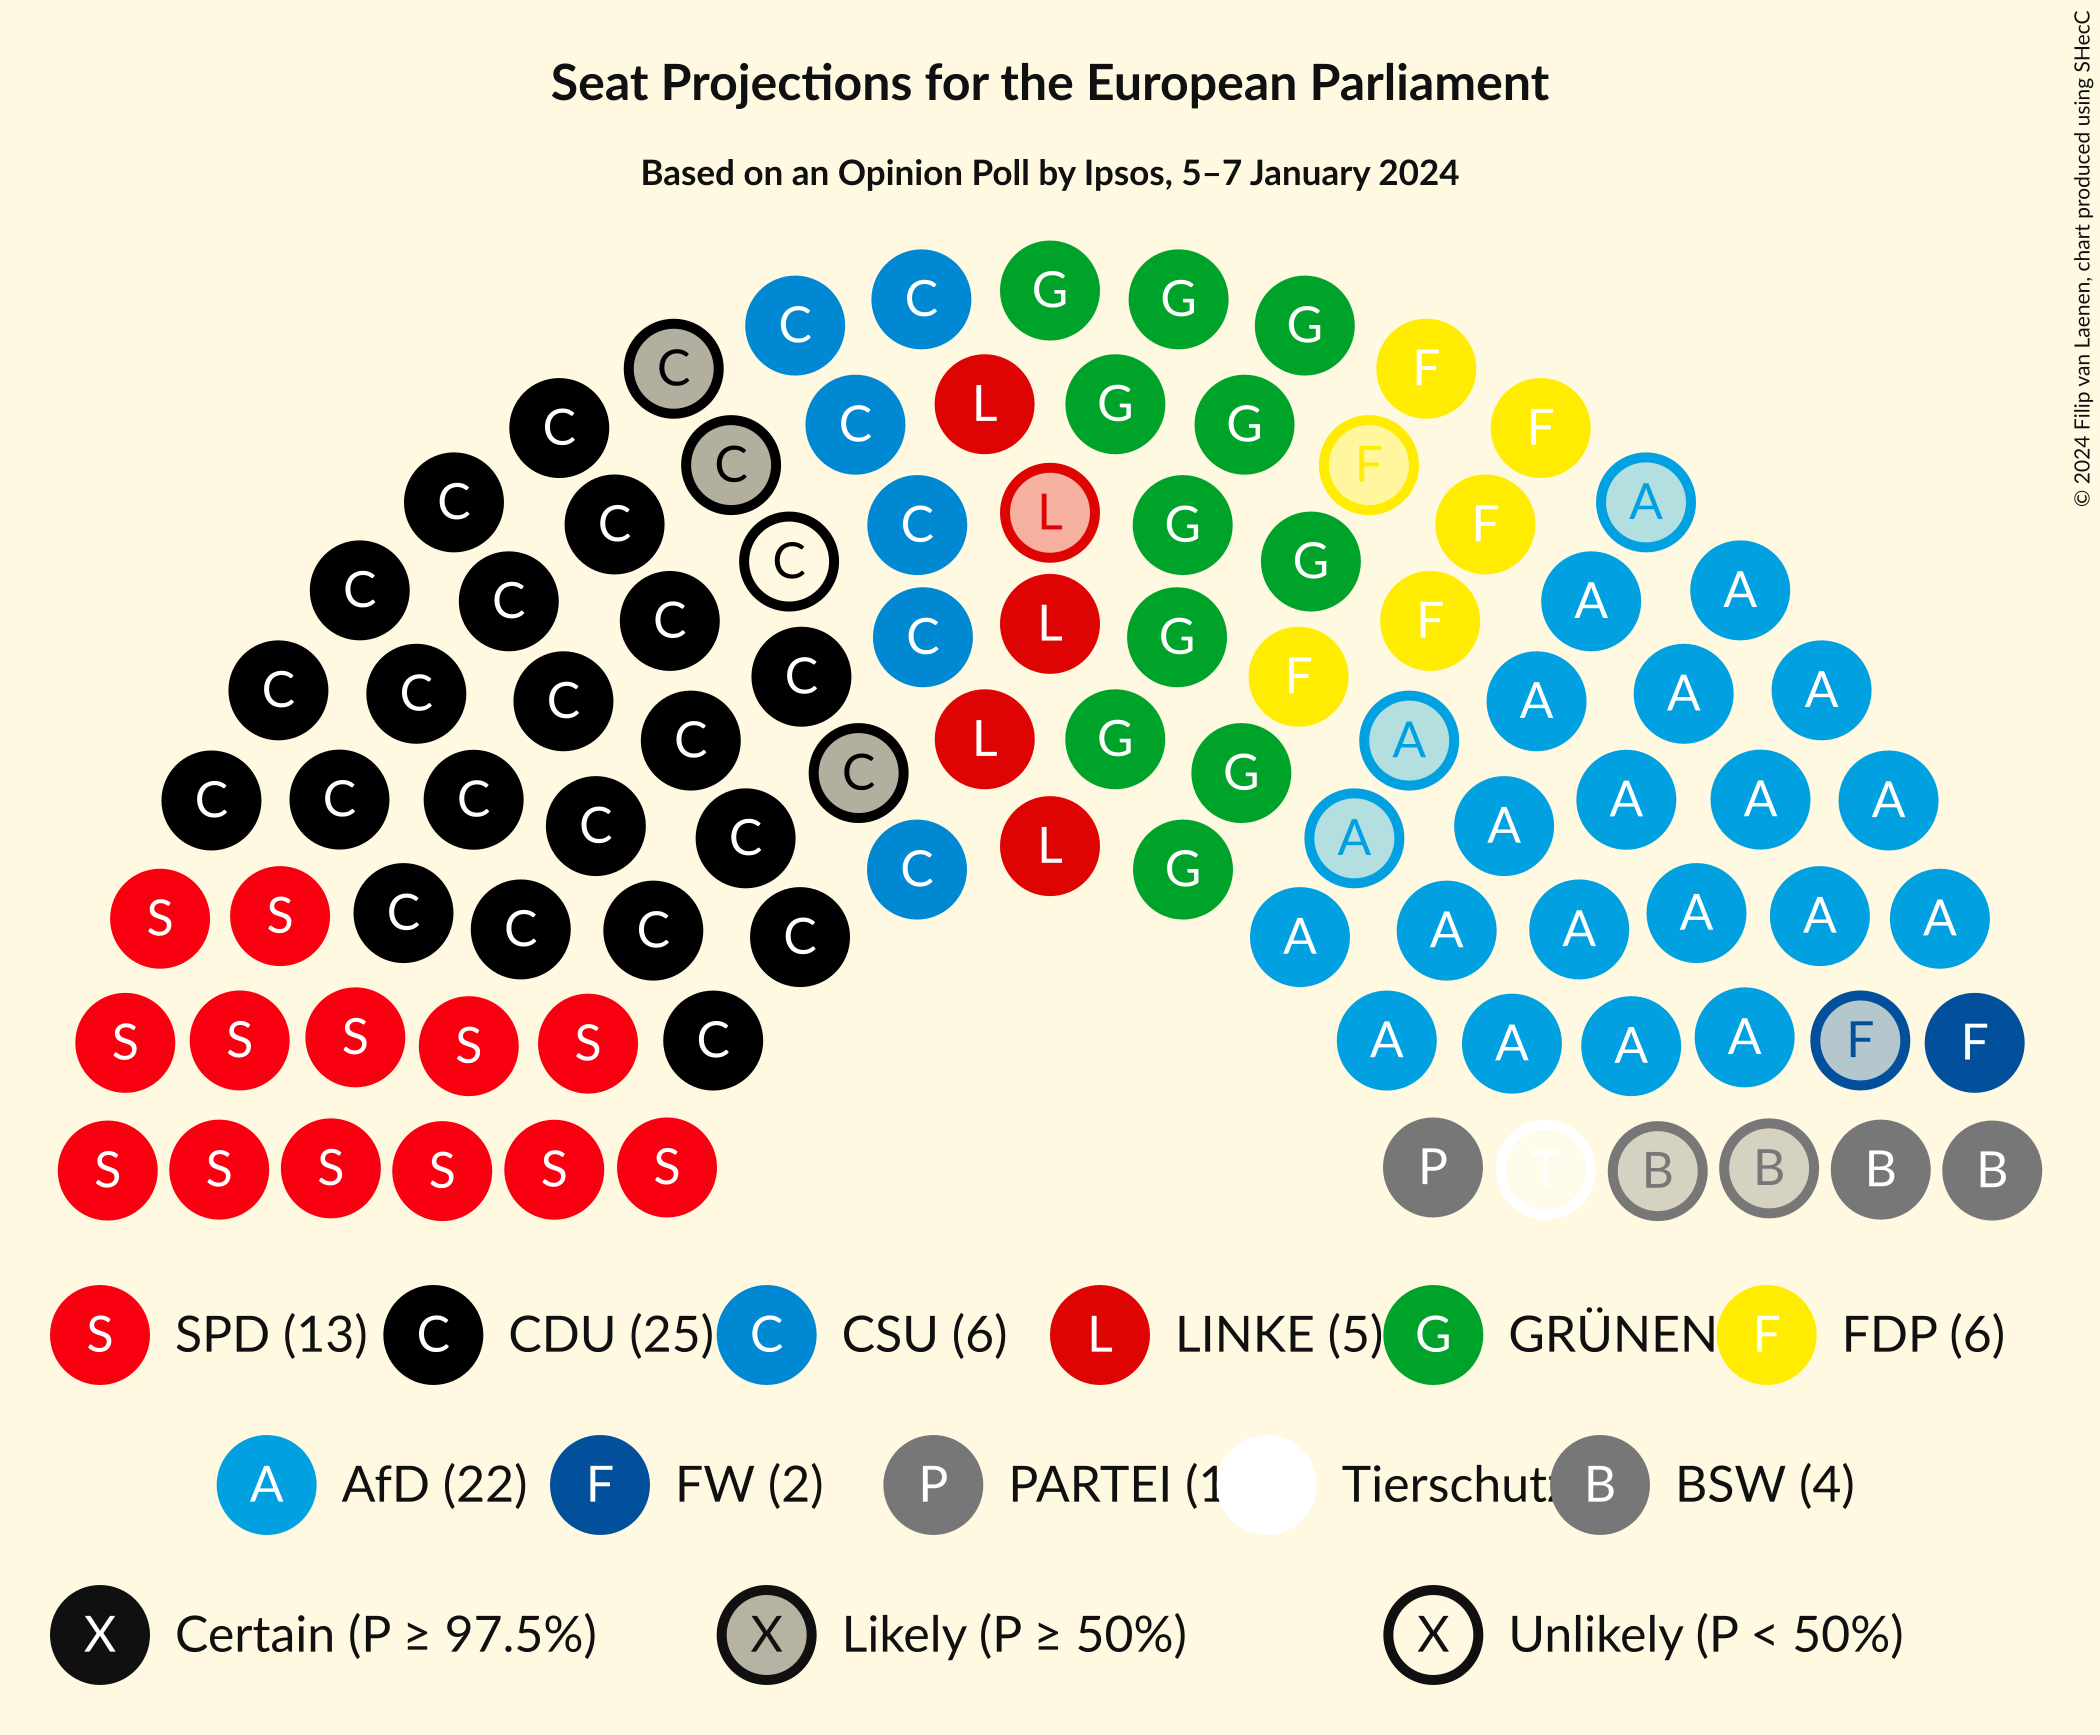 Seat Projections for the European Parliament
Based on an Opinion Poll by Ipsos, 5–7 January 2024
© 2024 Filip van Laenen, chart produced using SHecC
C C G G G
C C F F
C L G G
C C F F A
C C C L G G F A A
C C C G F A
C C C L G A A A
C C C C L G G A A A A
C C C C C A A A A A
C L G A
S S C C C C A A A A A A
S S S S S C A A A A F F
S S S S S S P T B B B B
S SPD (13) C CDU (25) C CSU (6) L LINKE (5) G GRÜNEN F FDP (6)
A AfD (22) F FW (2) P PARTEI (1 Tierschutz B BSW (4)
X Certain (P ≥ 97.5%) X Likely (P ≥ 50%) X Unlikely (P < 50%)